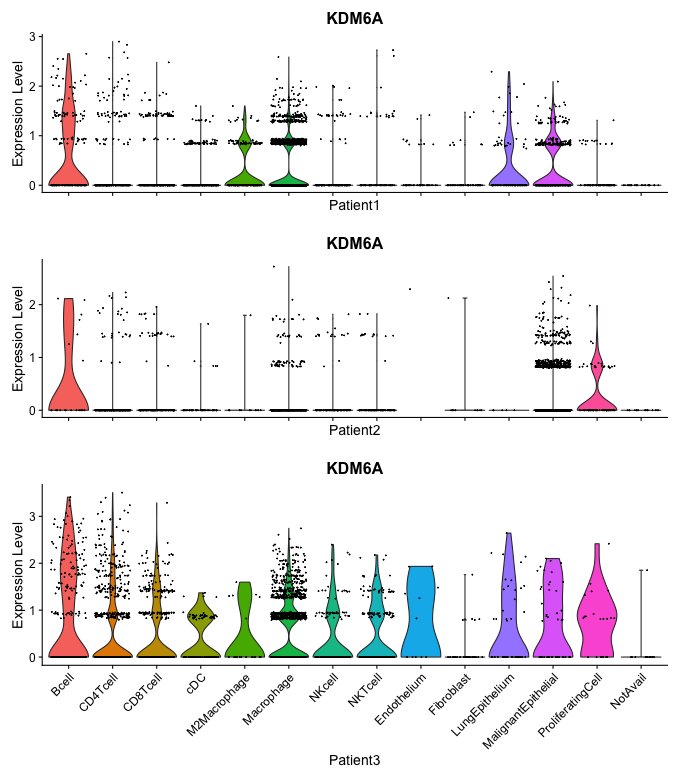 KDM6A
Expression Level
3
2
1
0
Patient1
KDM6A
Expression Level
2
1
0
Patient2
KDM6A
Expression Level
3
2
1
0
Bcell
CD4Tcell
CD8Tcell
cDC
M2Macrophage
Macrophage
NKcell
NKTcell
Endothelium
Fibroblast
LungEpithelium
MalignantEpithelial
ProliferatingCell
NotAvail
Patient3